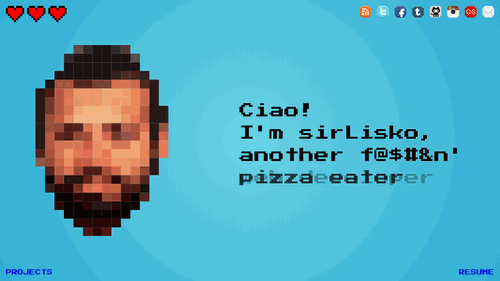 Ciao!
I'm sirLisko,
another f@$#&n'
pizza eater
PROJECTS
RESUME